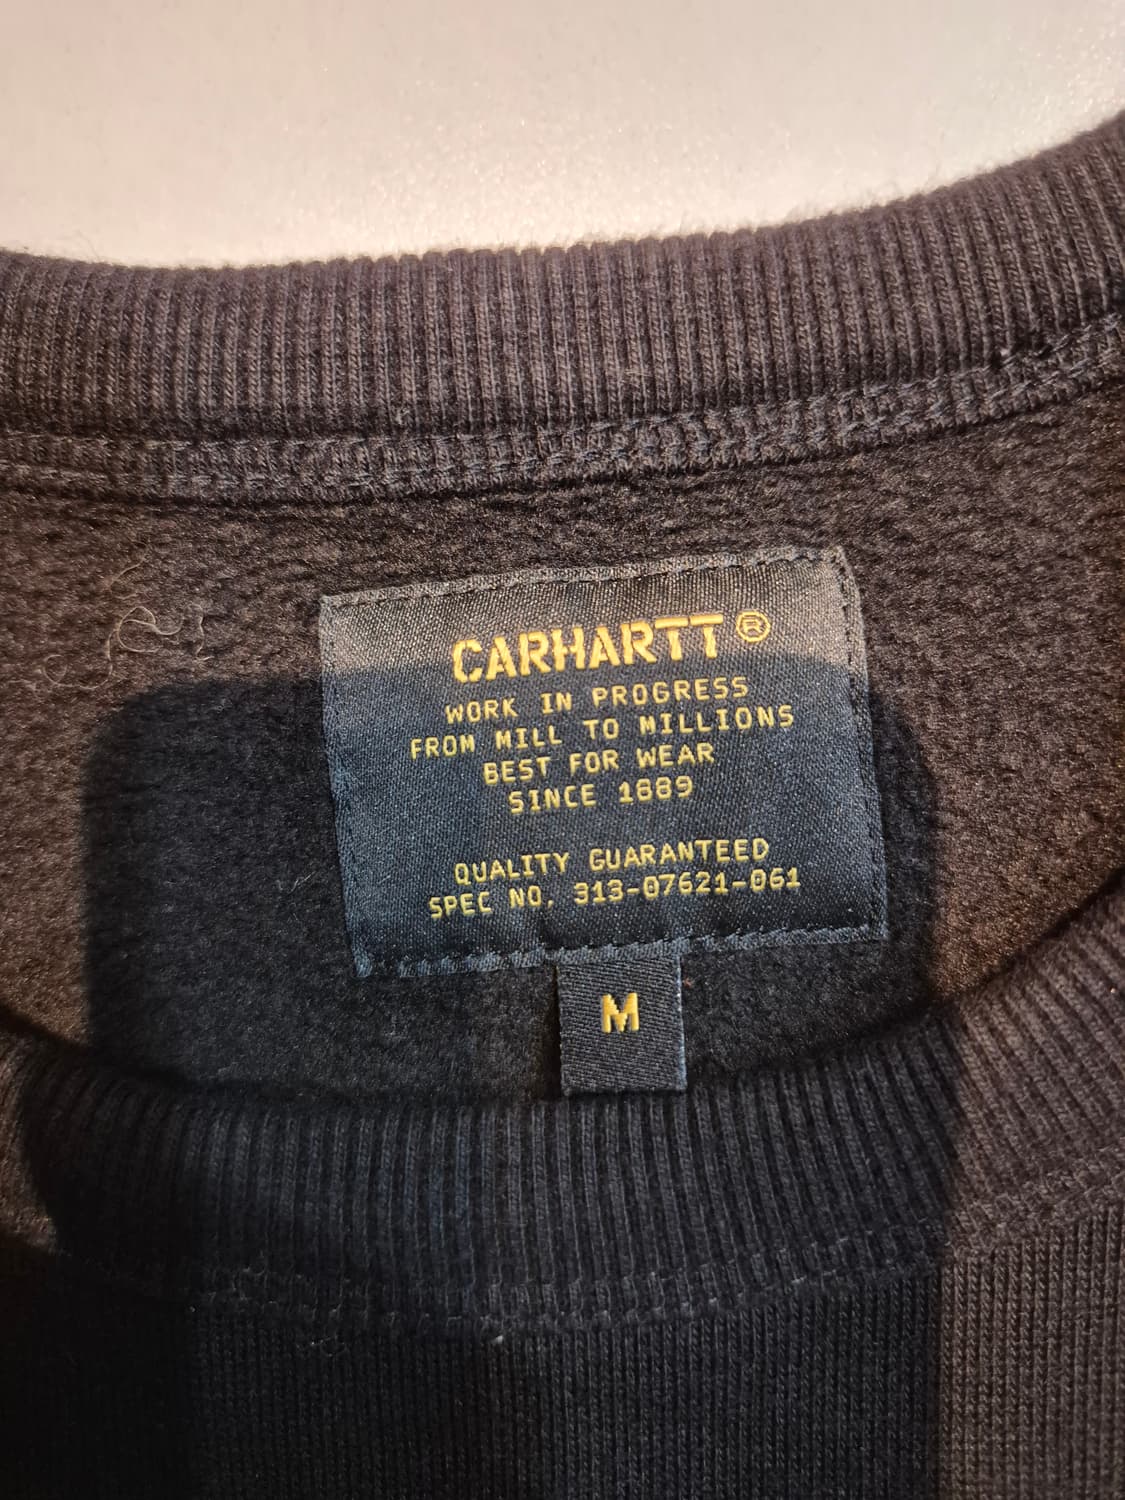 CARHARTT®
WORK IN PROGRESS
FROM MILL TO MILLIONS
BEST FOR WEAR
SINCE 1889
QUALITY GUARANTEED
SPEC NO. 313-07621-061
M